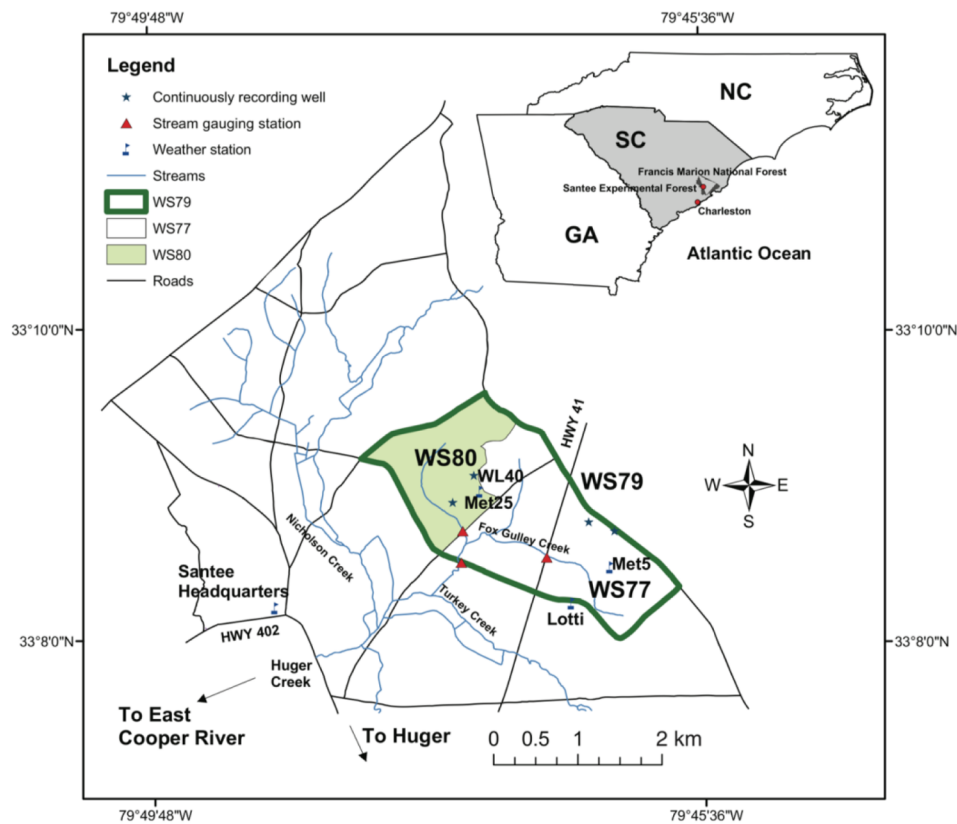 79°49'48"W
79°45'36"W
Legend
Continuously recording well
Stream gauging station
Weather station
Streams
WS79
WS77
WS80
Roads
NC
SC
Francis Marion National Forest
Santee Experimental Forest
Charleston
GA
Atlantic Ocean
33°10'0"N
33°10'0"N
HWY 41
WS80
WL40
WS79
Met25
N
W
E
S
Fox Gulley Creek
Nicholson Creek
Met5
WS77
Santee
Headquarters
Turkey Creek
Lotti
HWY 402
33°8'0"N
33°8'0"N
Huger
Creek
To East
Cooper River
To Huger
0 0.5 1 2 km
79°49'48"W
79°45'36"W